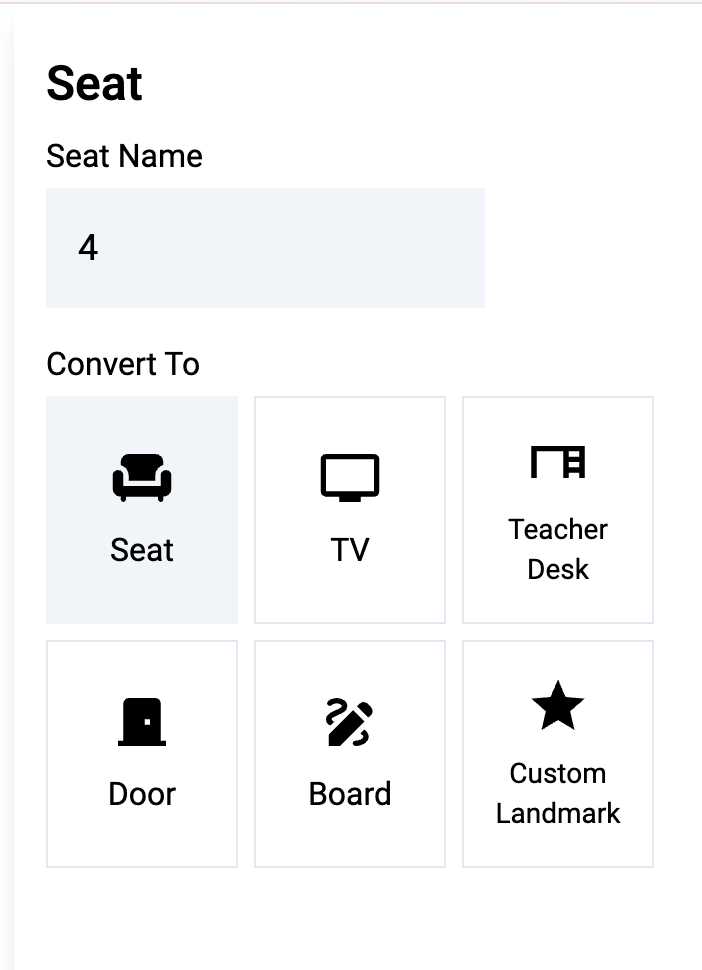 Seat
Seat Name
4
Convert To
Seat
TV
Teacher
Desk
Door
Board
Custom
Landmark